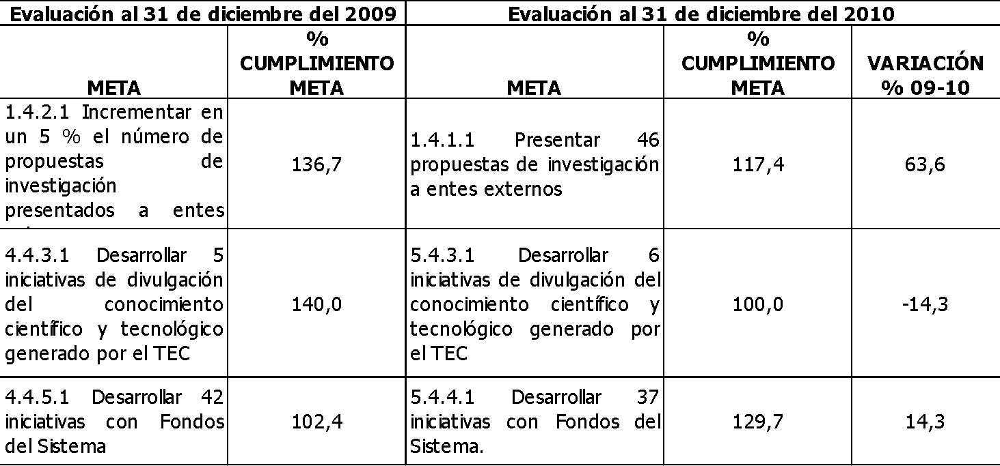 Evaluación al 31 de diciembre del 2009
Evaluación al 31 de diciembre del 2010
META
%
CUMPLIMIENTO
META
META
%
CUMPLIMIENTO
META
VARIACIÓN
% 09-10
1.4.2.1 Incrementar en
un 5 % el número de
propuestas de
investigación
presentados a entes
136,7
1.4.1.1 Presentar 46
propuestas de investigación
a entes externos
117,4
63,6
4.4.3.1 Desarrollar 5
iniciativas de divulgación
del conocimiento
científico y tecnológico
generado por el TEC
140,0
5.4.3.1 Desarrollar 6
iniciativas de divulgación del
conocimiento científico y
tecnológico generado por
el TEC
100,0
-14,3
4.4.5.1 Desarrollar 42
iniciativas con Fondos
del Sistema
102,4
5.4.4.1 Desarrollar 37
iniciativas con Fondos del
Sistema.
129,7
14,3